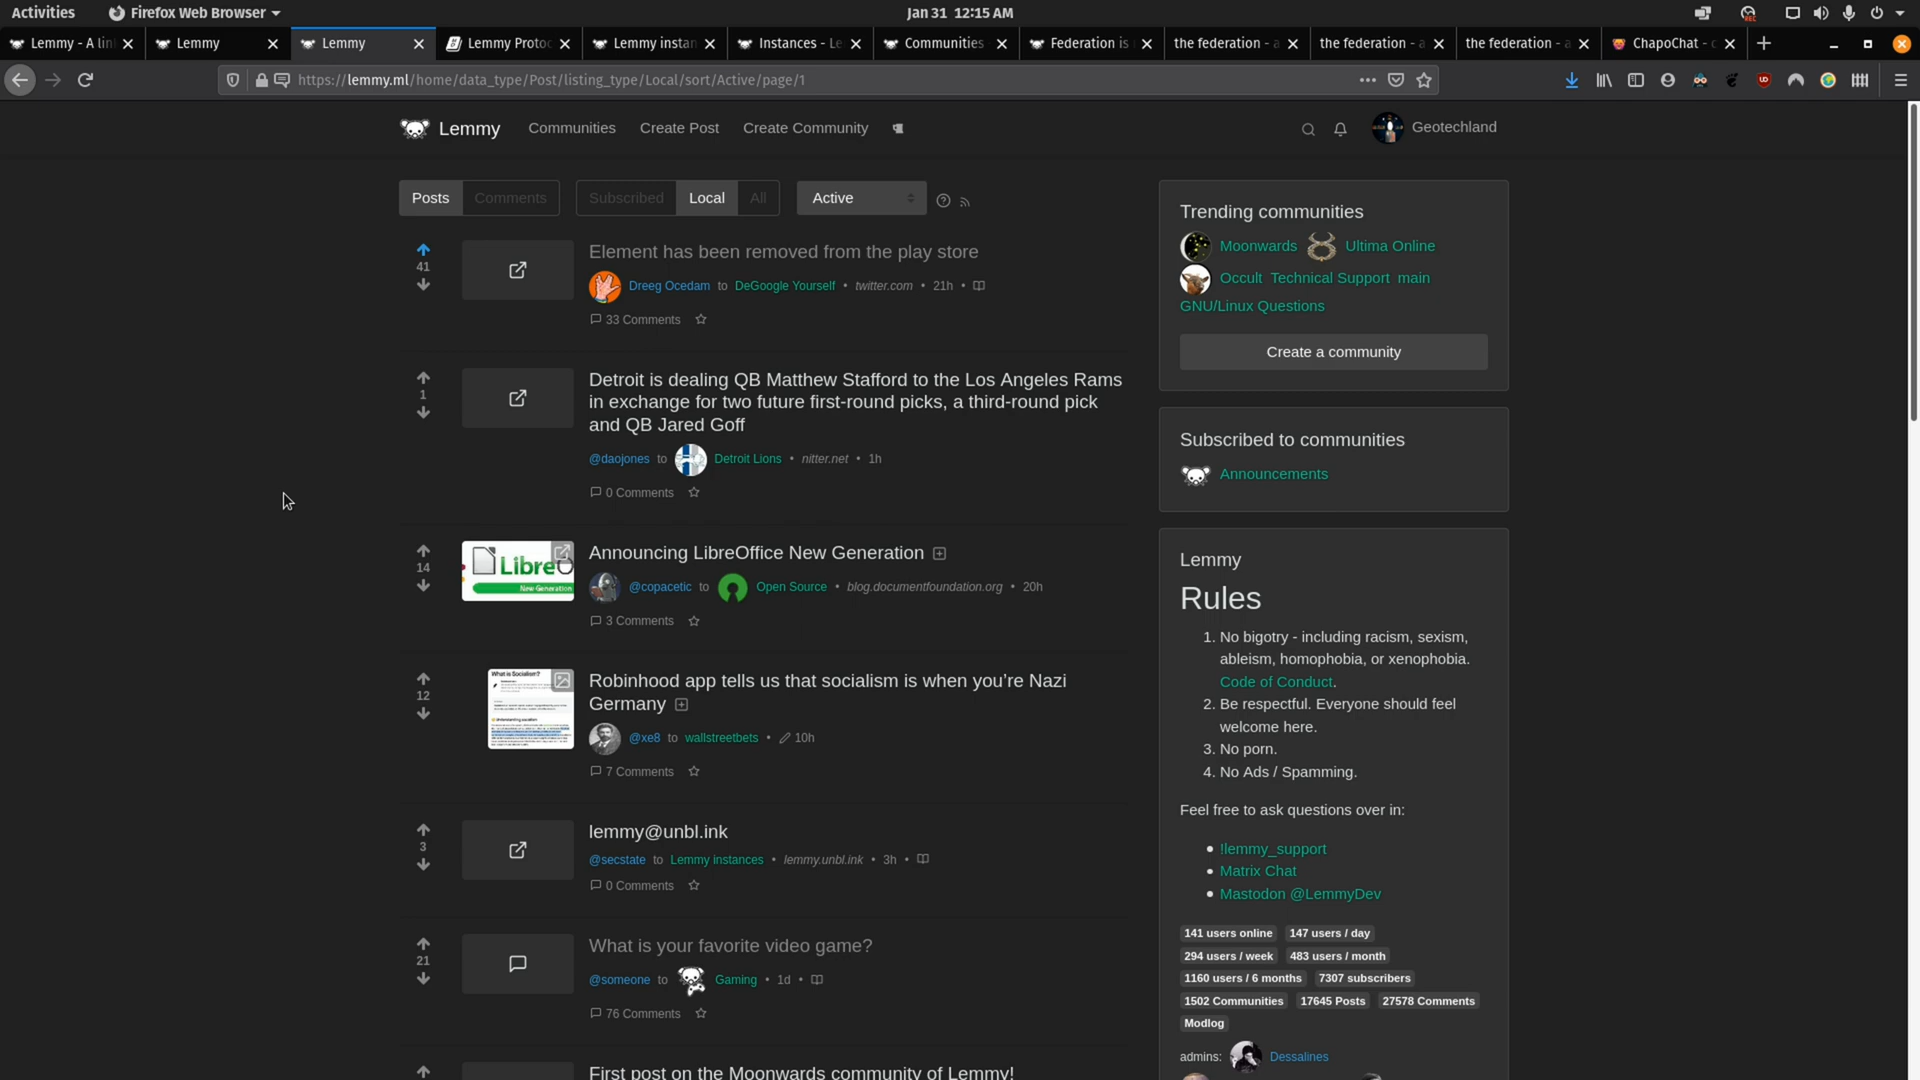 Activities
Firefox Web Browser
Jan 31 12:15 AM
Lemmy - A lin
Lemmy
Lemmy
Lemmy Protoc
Lemmy instan
Instances - Le
Communities
Federation is
the federation - a
the federation - a
the federation - a
ChapoChat - c
https://lemmy.ml/home/data_type/Post/listing_type/Local/sort/Active/page/1
Lemmy
Communities
Create Post
Create Community
Geotechland
Posts
Comments
Subscribed
Local
All
Active
41
Element has been removed from the play store
Dreeg Ocedam to DeGoogle Yourself • twitter.com • 21h •
33 Comments
1
Detroit is dealing QB Matthew Stafford to the Los Angeles Rams
in exchange for two future first-round picks, a third-round pick
and QB Jared Goff
@daojones to Detroit Lions • nitter.net • 1h
0 Comments
14
Libre
New Generation
Announcing LibreOffice New Generation
@copacetic to Open Source • blog.documentfoundation.org • 20h
3 Comments
12
What is Socialism?
Robinhood app tells us that socialism is when you’re Nazi
Germany
@xe8 to wallstreetbets • 10h
7 Comments
3
lemmy@unbl.ink
@secstate to Lemmy instances • lemmy.unbl.ink • 3h •
0 Comments
21
What is your favorite video game?
@someone to Gaming • 1d •
76 Comments
First post on the Moonwards community of Lemmy!
Trending communities
Moonwards Ultima Online
Occult Technical Support main
GNU/Linux Questions
Create a community
Subscribed to communities
Announcements
Lemmy
Rules
1. No bigotry - including racism, sexism,
ableism, homophobia, or xenophobia.
Code of Conduct.
2. Be respectful. Everyone should feel
welcome here.
3. No porn.
4. No Ads / Spamming.
Feel free to ask questions over in:
• !lemmy_support
• Matrix Chat
• Mastodon @LemmyDev
141 users online 147 users / day
294 users / week 483 users / month
1160 users / 6 months 7307 subscribers
1502 Communities 17645 Posts 27578 Comments
Modlog
admins: Dessalines